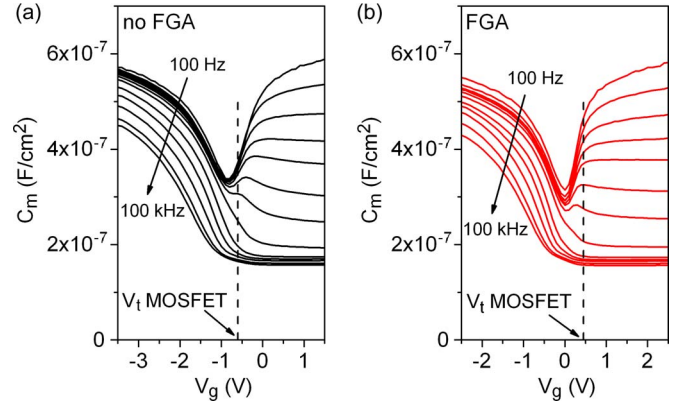 (a) no FGA
6x10⁻⁷
4x10⁻⁷
2x10⁻⁷
0
Cₘ (F/cm²)
100 Hz
100 kHz
Vₜ MOSFET
-3 -2 -1 0 1
V_g (V)
(b) FGA
6x10⁻⁷
4x10⁻⁷
2x10⁻⁷
0
Cₘ (F/cm²)
100 Hz
100 kHz
Vₜ MOSFET
-2 -1 0 1 2
V_g (V)